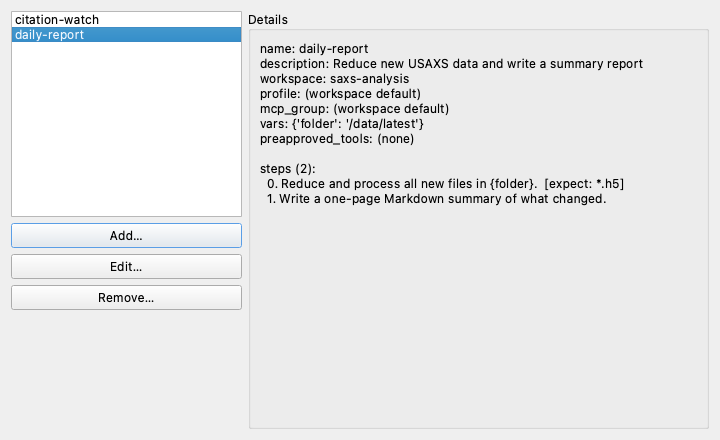 citation-watch
daily-report
Add...
Edit...
Remove...
Details
name: daily-report
description: Reduce new USAXS data and write a summary report
workspace: saxs-analysis
profile: (workspace default)
mcp_group: (workspace default)
vars: {'folder': '/data/latest'}
preapproved_tools: (none)
steps (2):
0. Reduce and process all new files in {folder}.  [expect: *.h5]
1. Write a one-page Markdown summary of what changed.